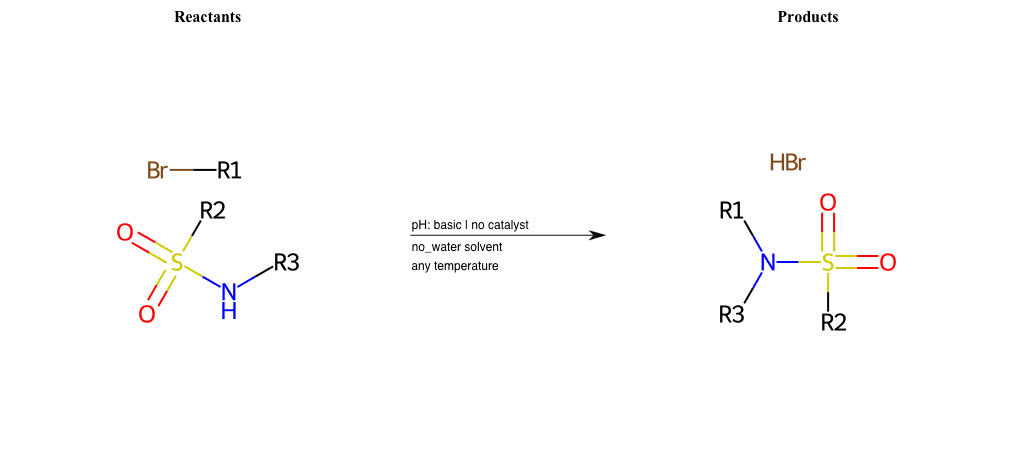 Reactants
Products
Br R1
R2
O
S
R3
N
H
O
pH: basic | no catalyst
no_water solvent
any temperature
HBr
O
R1
N
S
O
R3
R2